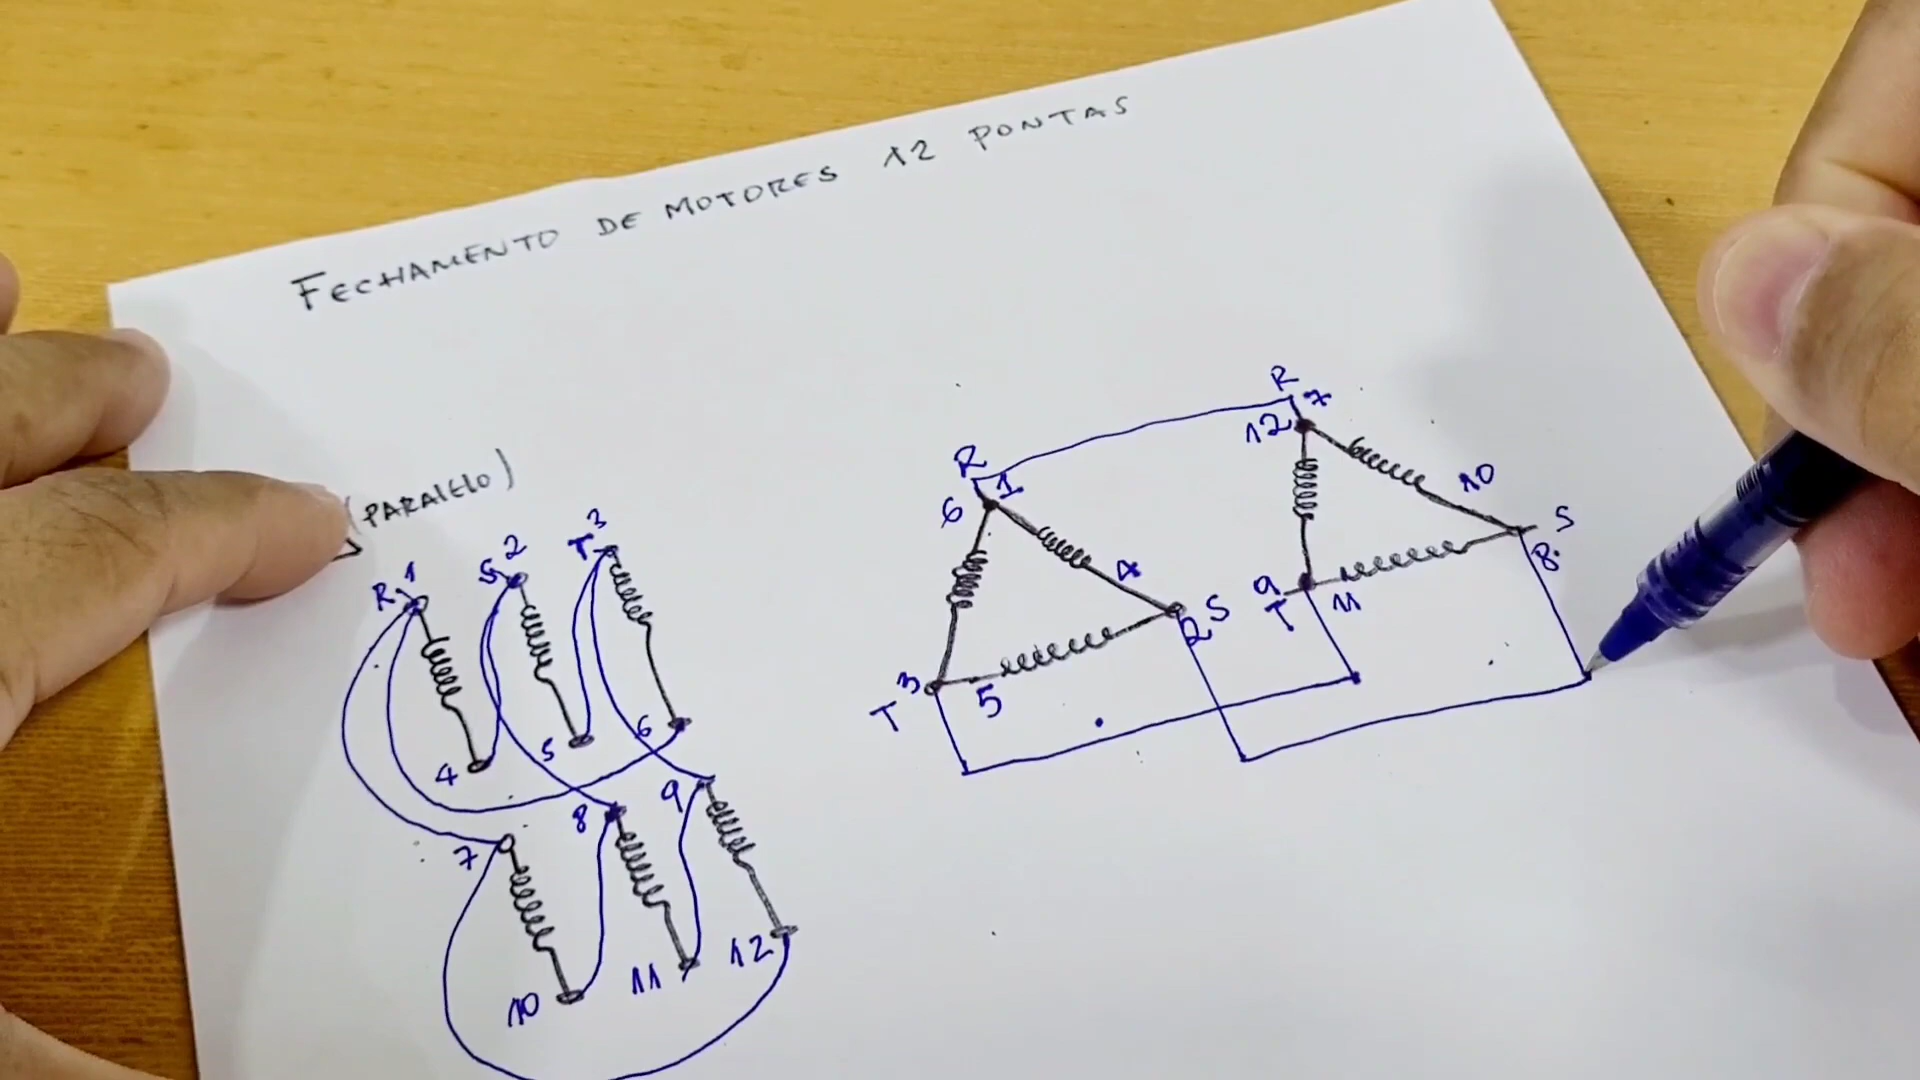 FECHAMENTO DE MOTORES 12 PONTAS
(PARALELO)
R 1
S 2
T 3
4
5
6
7
8
9
10
11
12
R
6 1
4
S
2
3
T
5
R
12 7
10
S
8
9
T
11